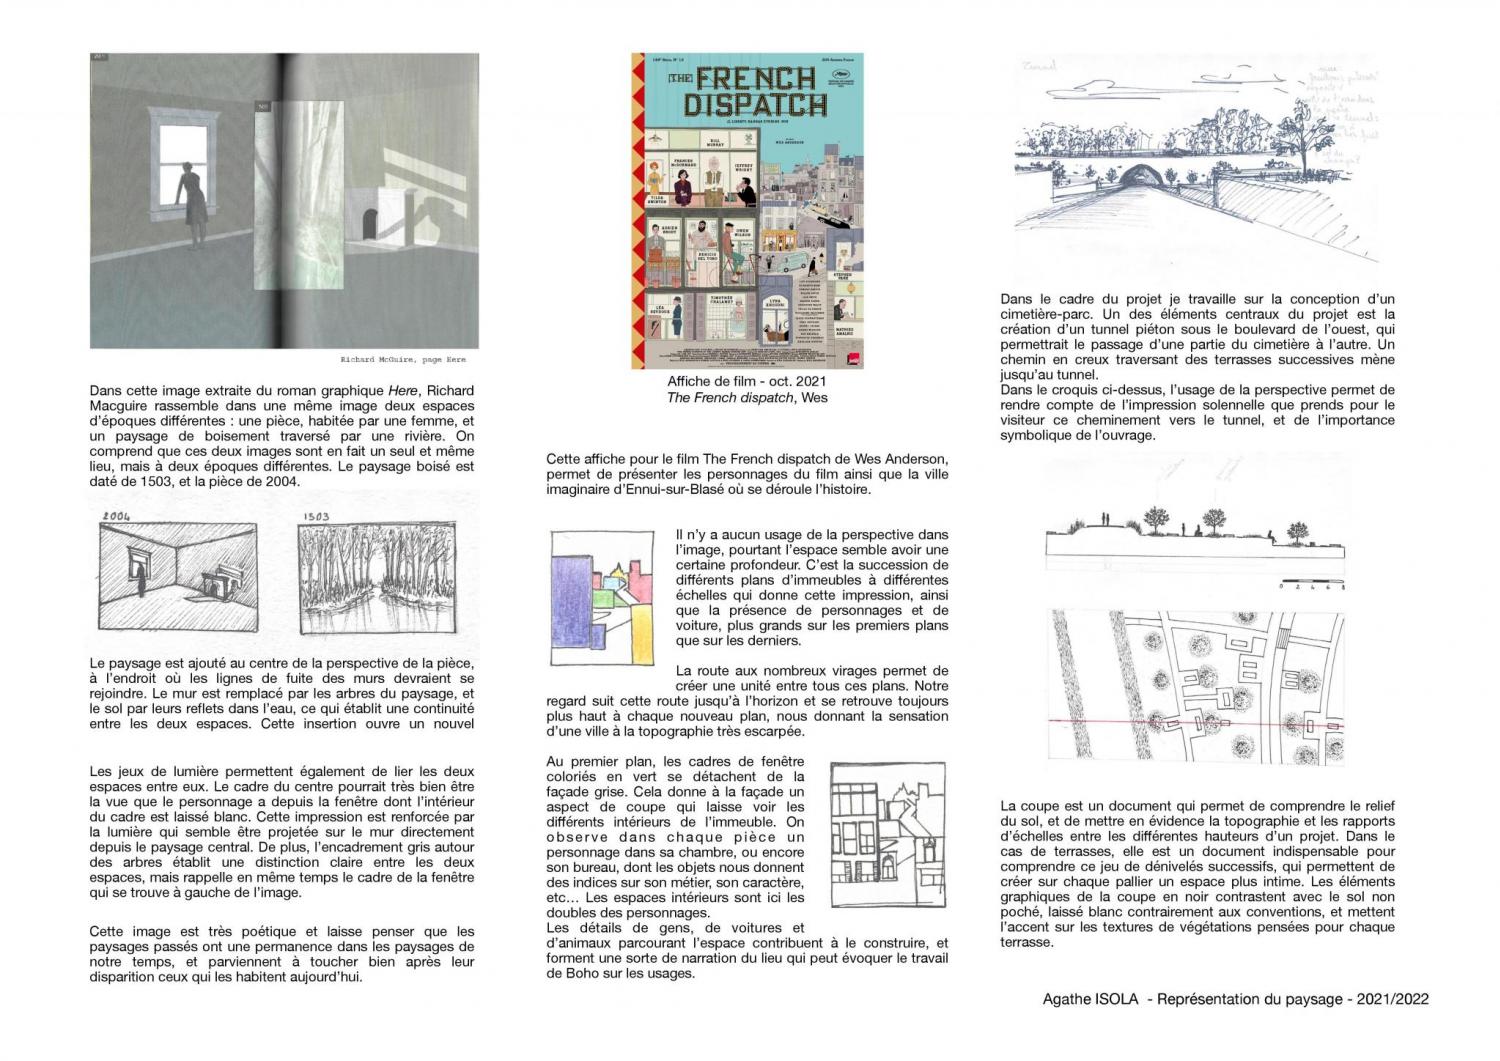 Richard McGuire, page Here
Dans cette image extraite du roman graphique Here, Richard
Macguire rassemble dans une même image deux espaces
d'époques différentes : une pièce, habitée par une femme, et
un paysage de boisement traversé par une rivière. On
comprend que ces deux images sont en fait un seul et même
lieu, mais à deux époques différentes. Le paysage boisé est
daté de 1503, et la pièce de 2004.
2004
1503
Le paysage est ajouté au centre de la perspective de la pièce,
à l'endroit où les lignes de fuite des murs devraient se
rejoindre. Le mur est remplacé par les arbres du paysage, et
le sol par leurs reflets dans l'eau, ce qui établit une continuité
entre les deux espaces. Cette insertion ouvre un nouvel
Les jeux de lumière permettent également de lier les deux
espaces entre eux. Le cadre du centre pourrait très bien être
la vue que le personnage a depuis la fenêtre dont l'intérieur
du cadre est laissé blanc. Cette impression est renforcée par
la lumière qui semble être projetée sur le mur directement
depuis le paysage central. De plus, l'encadrement gris autour
des arbres établit une distinction claire entre les deux
espaces, mais rappelle en même temps le cadre de la fenêtre
qui se trouve à gauche de l'image.
Cette image est très poétique et laisse penser que les
paysages passés ont une permanence dans les paysages de
notre temps, et parviennent à toucher bien après leur
disparition ceux qui les habitent aujourd'hui.
THE FRENCH
DISPATCH
WES ANDERSON
BILL
MURRAY
FRANCES
McDORMAND
JEFFREY
WRIGHT
TILDA
SWINTON
ADRIEN
BRODY
BENICIO
DEL TORO
OWEN
WILSON
LÉA
SEYDOUX
TIMOTHÉE
CHALAMET
LYNA
KHOUDRI
STEPHEN
PARK
MATHIEU
AMALRIC
Affiche de film - oct. 2021
The French dispatch, Wes
Cette affiche pour le film The French dispatch de Wes Anderson,
permet de présenter les personnages du film ainsi que la ville
imaginaire d'Ennui-sur-Blasé où se déroule l'histoire.
Il n'y a aucun usage de la perspective dans
l'image, pourtant l'espace semble avoir une
certaine profondeur. C'est la succession de
différents plans d'immeubles à différentes
échelles qui donne cette impression, ainsi
que la présence de personnages et de
voiture, plus grands sur les premiers plans
que sur les derniers.
La route aux nombreux virages permet de
créer une unité entre tous ces plans. Notre
regard suit cette route jusqu'à l'horizon et se retrouve toujours
plus haut à chaque nouveau plan, nous donnant la sensation
d'une ville à la topographie très escarpée.
Au premier plan, les cadres de fenêtre
coloriés en vert se détachent de la
façade grise. Cela donne à la façade un
aspect de coupe qui laisse voir les
différents intérieurs de l'immeuble. On
observe dans chaque pièce un
personnage dans sa chambre, ou encore
son bureau, dont les objets nous donnent
des indices sur son métier, son caractère,
etc… Les espaces intérieurs sont ici les
doubles des personnages.
Les détails de gens, de voitures et
d'animaux parcourant l'espace contribuent à le construire, et
forment une sorte de narration du lieu qui peut évoquer le travail
de Boho sur les usages.
Dans le cadre du projet je travaille sur la conception d'un
cimetière-parc. Un des éléments centraux du projet est la
création d'un tunnel piéton sous le boulevard de l'ouest, qui
permettrait le passage d'une partie du cimetière à l'autre. Un
chemin en creux traversant des terrasses successives mène
jusqu'au tunnel.
Dans le croquis ci-dessus, l'usage de la perspective permet de
rendre compte de l'impression solennelle que prends pour le
visiteur ce cheminement vers le tunnel, et de l'importance
symbolique de l'ouvrage.
0 2 4 6 8
La coupe est un document qui permet de comprendre le relief
du sol, et de mettre en évidence la topographie et les rapports
d'échelles entre les différentes hauteurs d'un projet. Dans le
cas de terrasses, elle est un document indispensable pour
comprendre ce jeu de dénivelés successifs, qui permettent de
créer sur chaque pallier un espace plus intime. Les éléments
graphiques de la coupe en noir contrastent avec le sol non
poché, laissé blanc contrairement aux conventions, et mettent
l'accent sur les textures de végétations pensées pour chaque
terrasse.
Agathe ISOLA - Représentation du paysage - 2021/2022